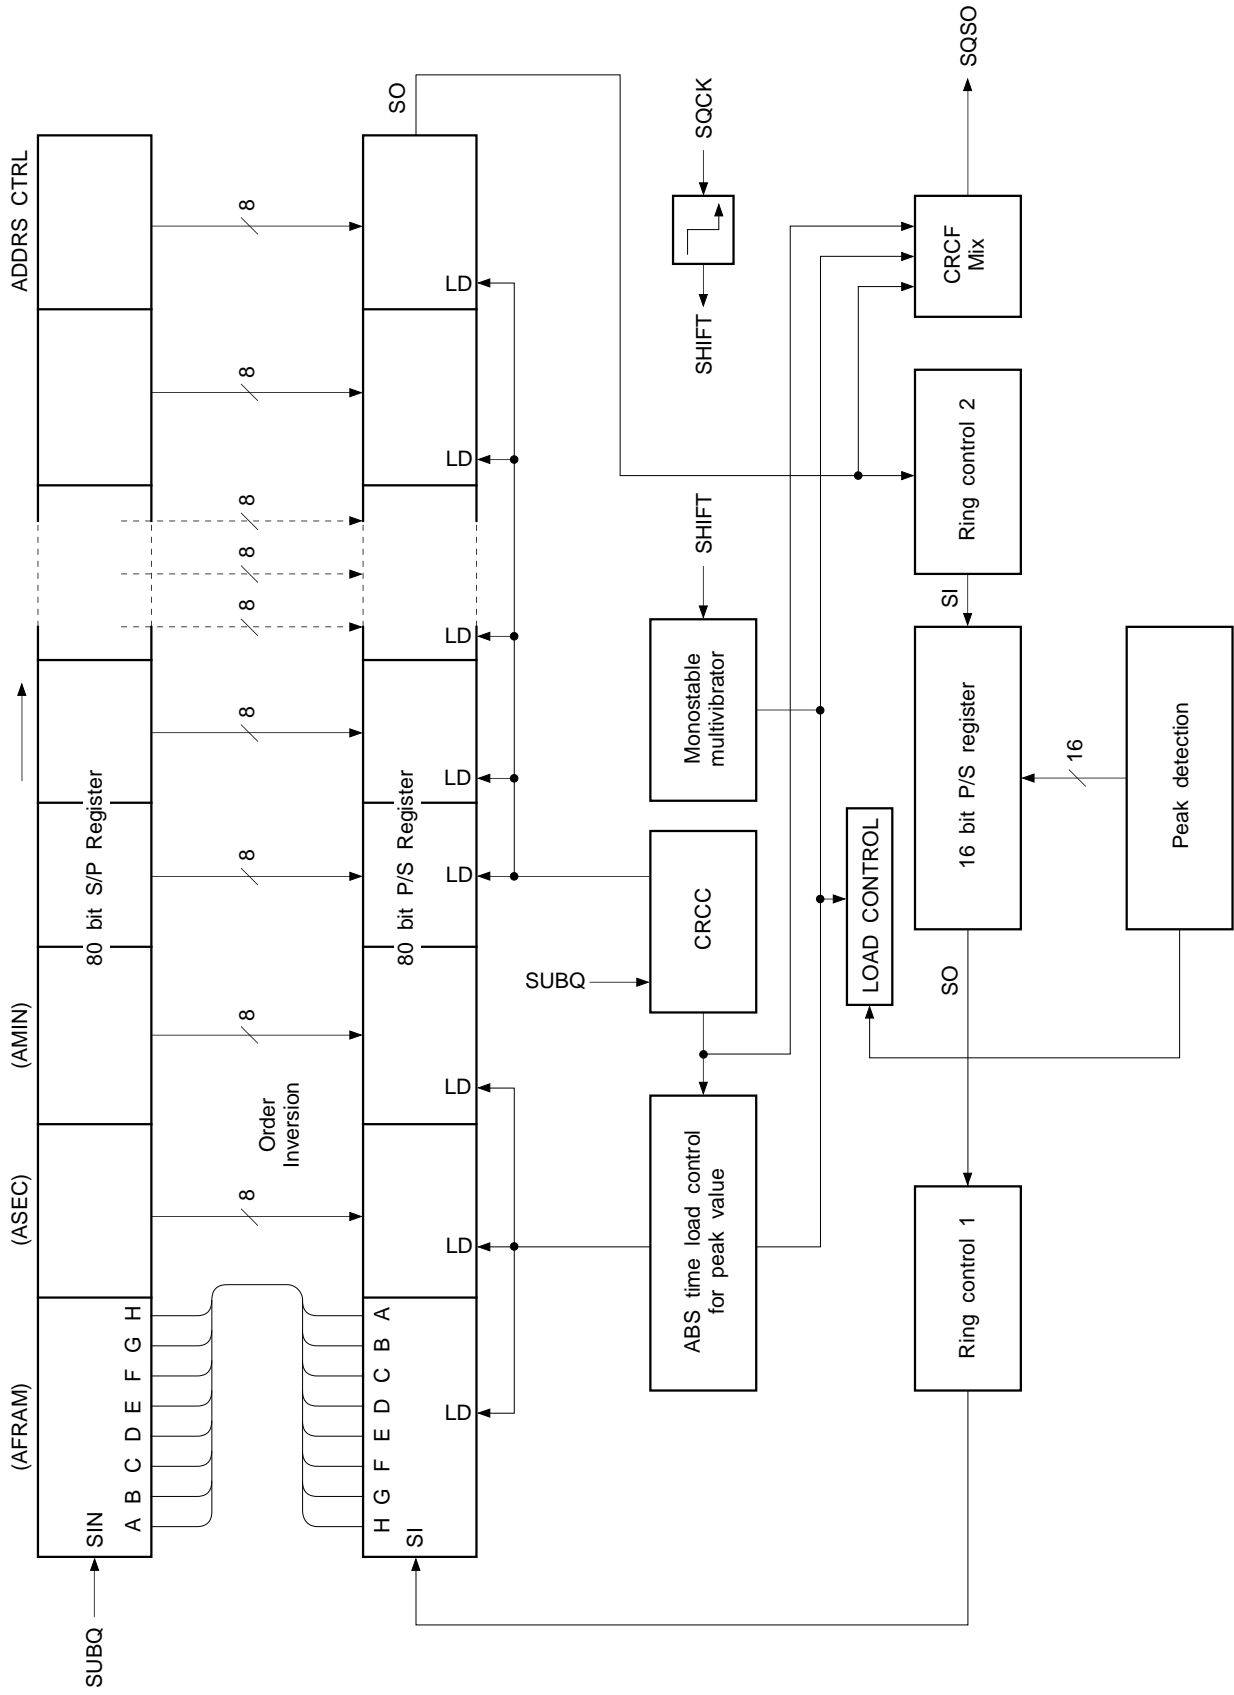 ADDRS CTRL
(AMIN)
(ASEC)
(AFRAM)
SUBQ
SIN
A B C D E F G H
80 bit S/P Register
8
8
8
8
8
8
8
8
8
Order
Inversion
H G F E D C B A
SI
80 bit P/S Register
SO
LD
LD
LD
LD
LD
LD
LD
LD
SUBQ
CRCC
ABS time load control
for peak value
Monostable
multivibrator
SHIFT
SHIFT
SQCK
LOAD CONTROL
CRCF
Mix
SQSO
Ring control 2
SI
16 bit P/S register
SO
Ring control 1
16
Peak detection